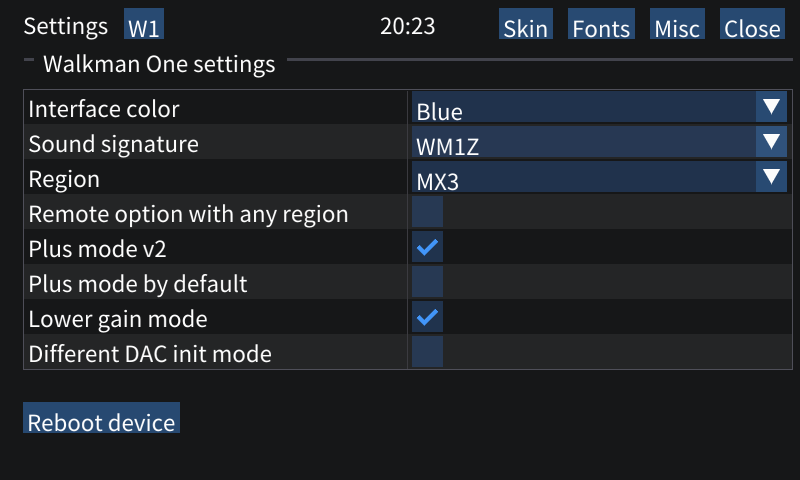 Settings W1 20:23 Skin Fonts Misc Close
Walkman One settings
Interface color Blue
Sound signature WM1Z
Region MX3
Remote option with any region
Plus mode v2
Plus mode by default
Lower gain mode
Different DAC init mode
Reboot device